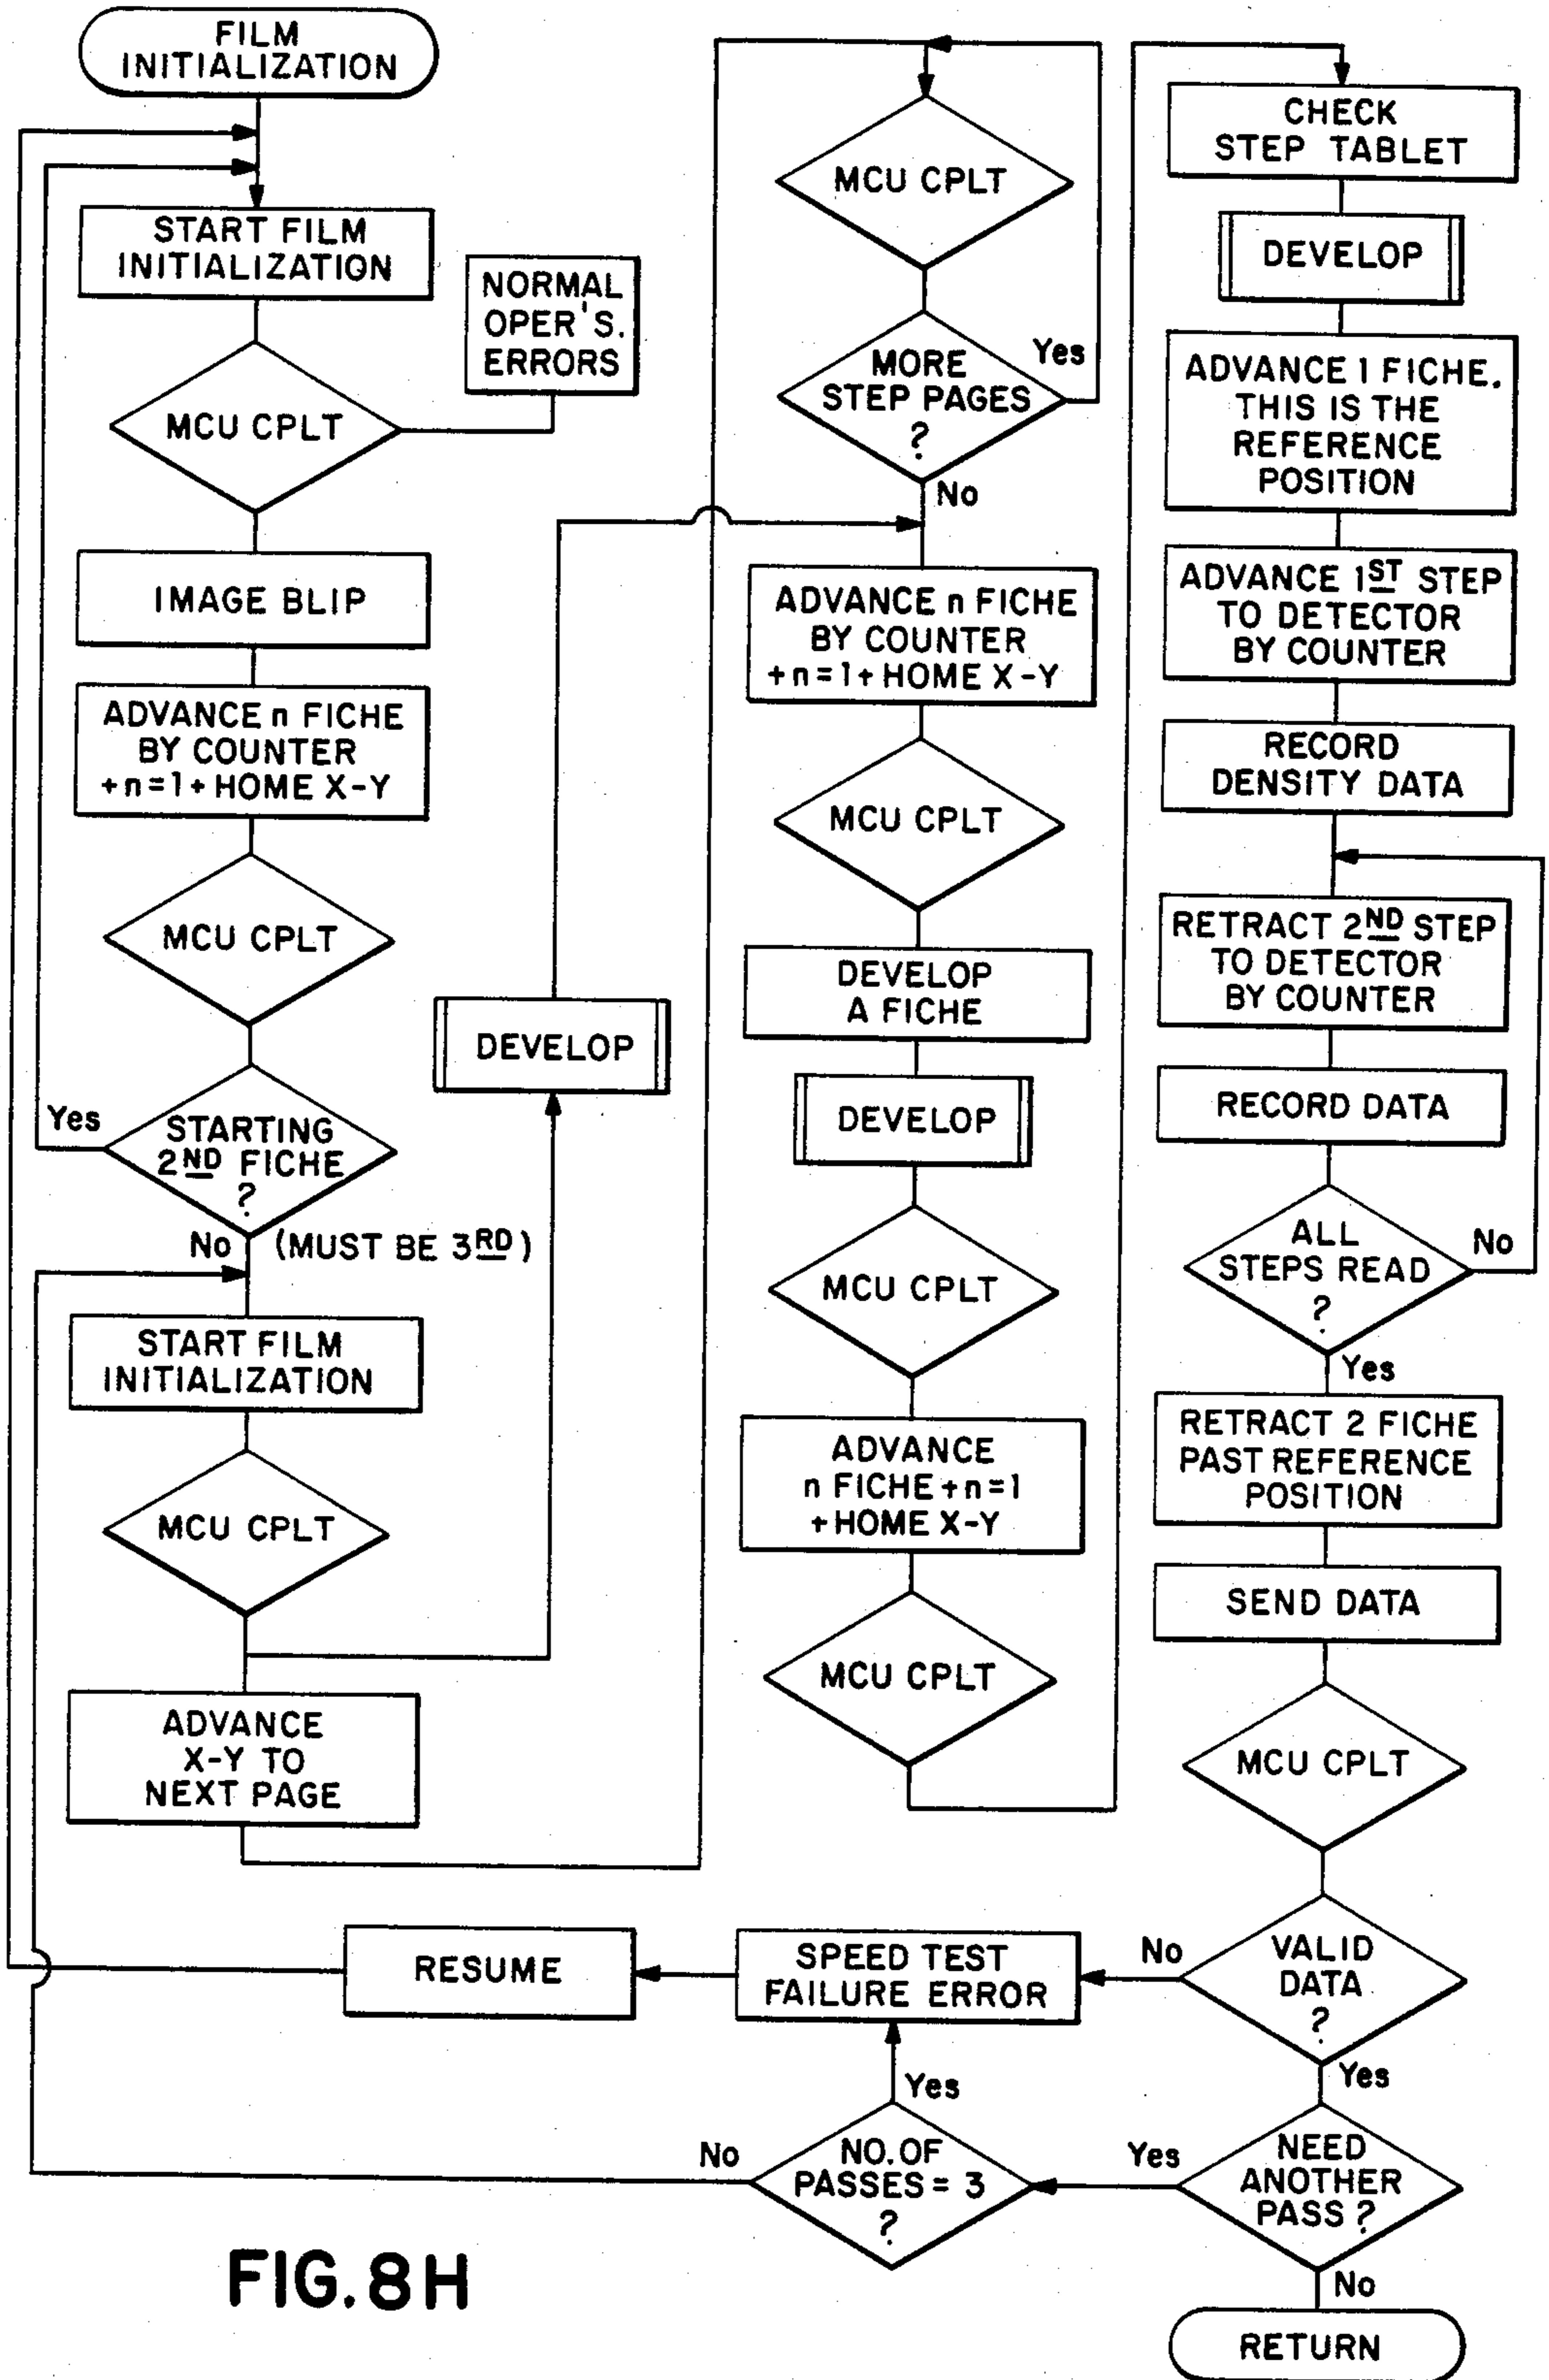 FILM
INITIALIZATION
START FILM
INITIALIZATION
NORMAL
OPER'S.
ERRORS
MCU CPLT
IMAGE BLIP
ADVANCE n FICHE
BY COUNTER
+n=1+HOME X-Y
MCU CPLT
Yes
STARTING
2ND FICHE
?
No (MUST BE 3RD)
START FILM
INITIALIZATION
MCU CPLT
ADVANCE
X-Y TO
NEXT PAGE
DEVELOP
MCU CPLT
MORE
STEP PAGES
?
Yes
No
ADVANCE n FICHE
BY COUNTER
+n=1+HOME X-Y
MCU CPLT
DEVELOP
A FICHE
DEVELOP
MCU CPLT
ADVANCE
n FICHE+n=1
+HOME X-Y
MCU CPLT
CHECK
STEP TABLET
DEVELOP
ADVANCE 1 FICHE.
THIS IS THE
REFERENCE
POSITION
ADVANCE 1ST STEP
TO DETECTOR
BY COUNTER
RECORD
DENSITY DATA
RETRACT 2ND STEP
TO DETECTOR
BY COUNTER
RECORD DATA
ALL
STEPS READ
?
No
Yes
RETRACT 2 FICHE
PAST REFERENCE
POSITION
SEND DATA
MCU CPLT
VALID
DATA
?
No
Yes
SPEED TEST
FAILURE ERROR
RESUME
NEED
ANOTHER
PASS?
Yes
No
NO. OF
PASSES = 3
?
Yes
No
RETURN
FIG. 8H